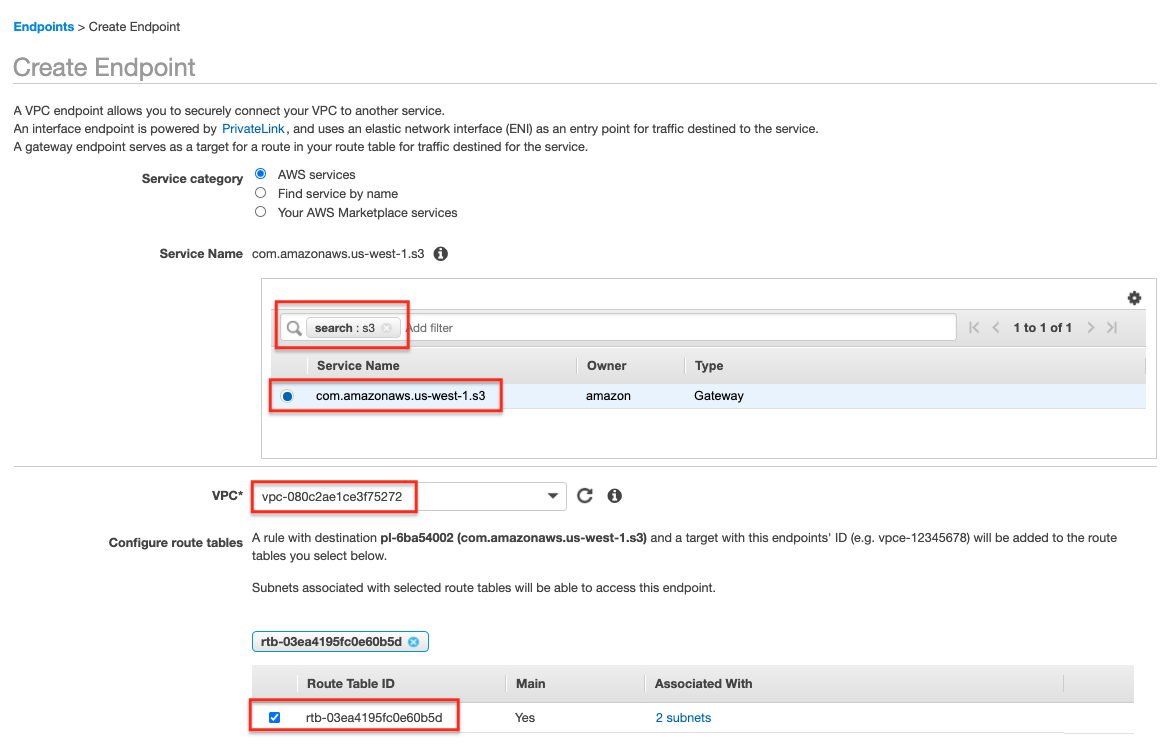 Endpoints > Create Endpoint
Create Endpoint
A VPC endpoint allows you to securely connect your VPC to another service.
An interface endpoint is powered by PrivateLink, and uses an elastic network interface (ENI) as an entry point for traffic destined to the service.
A gateway endpoint serves as a target for a route in your route table for traffic destined for the service.
Service category AWS services
Find service by name
Your AWS Marketplace services
Service Name com.amazonaws.us-west-1.s3
search : s3 Add filter 1 to 1 of 1
Service Name Owner Type
com.amazonaws.us-west-1.s3 amazon Gateway
VPC* vpc-080c2ae1ce3f75272
Configure route tables A rule with destination pl-6ba54002 (com.amazonaws.us-west-1.s3) and a target with this endpoints' ID (e.g. vpce-12345678) will be added to the route
tables you select below.
Subnets associated with selected route tables will be able to access this endpoint.
rtb-03ea4195fc0e60b5d
Route Table ID Main Associated With
rtb-03ea4195fc0e60b5d Yes 2 subnets